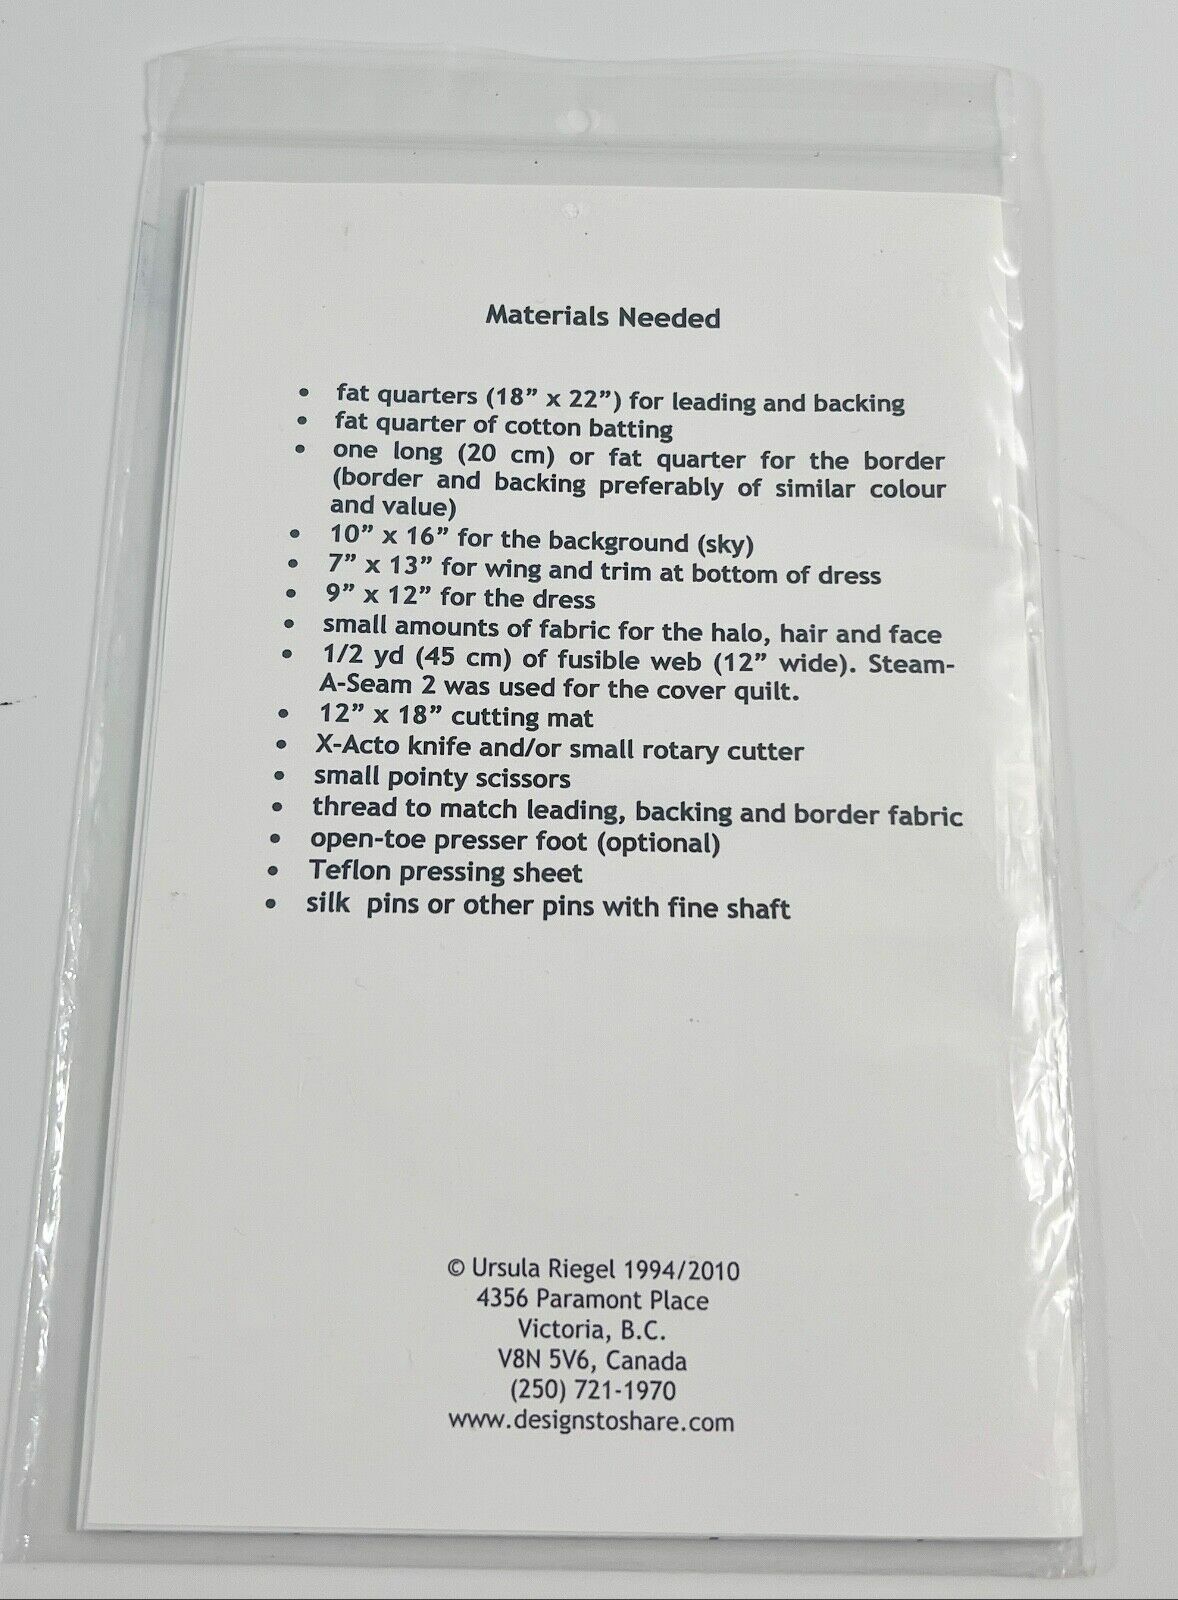 Materials Needed
• fat quarters (18” x 22”) for leading and backing
• fat quarter of cotton batting
• one long (20 cm) or fat quarter for the border
(border and backing preferably of similar colour
and value)
• 10” x 16” for the background (sky)
• 7” x 13” for wing and trim at bottom of dress
• 9” x 12” for the dress
• small amounts of fabric for the halo, hair and face
• 1/2 yd (45 cm) of fusible web (12” wide). Steam-
A-Seam 2 was used for the cover quilt.
• 12” x 18” cutting mat
• X-Acto knife and/or small rotary cutter
• small pointy scissors
• thread to match leading, backing and border fabric
• open-toe presser foot (optional)
• Teflon pressing sheet
• silk pins or other pins with fine shaft
© Ursula Riegel 1994/2010
4356 Paramont Place
Victoria, B.C.
V8N 5V6, Canada
(250) 721-1970
www.designstoshare.com